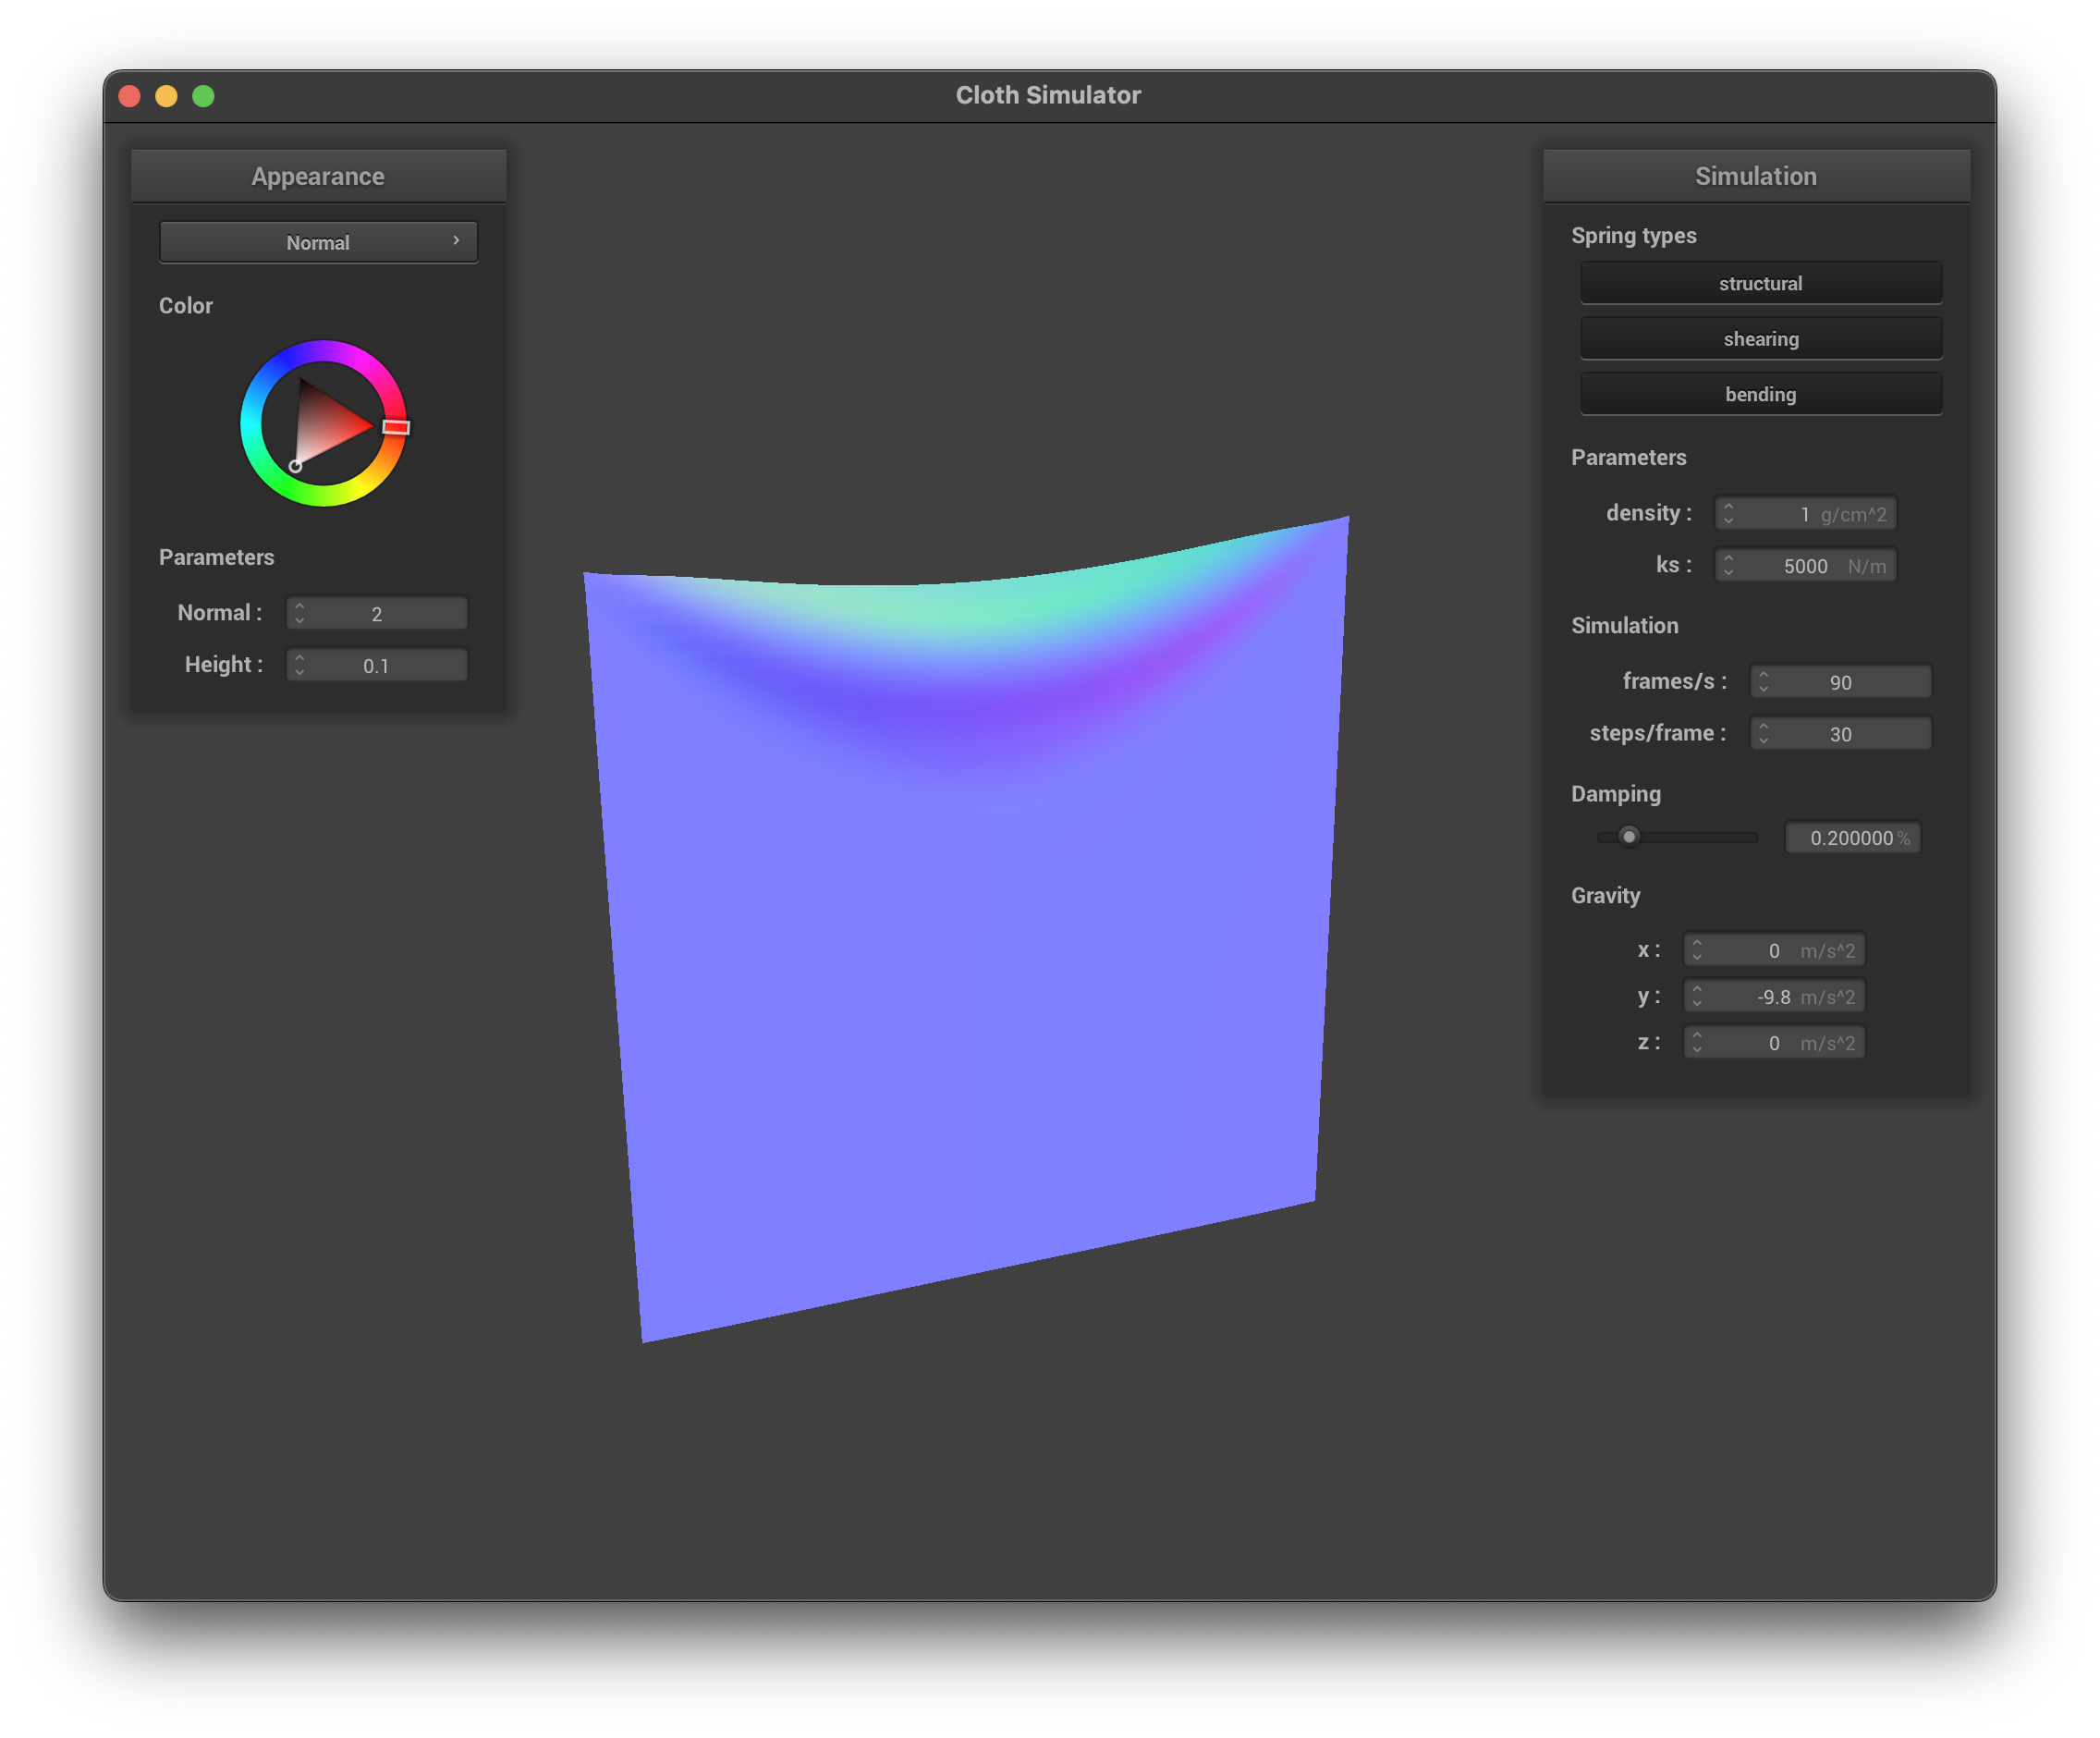 Cloth Simulator
Appearance
Normal
Color
Parameters
Normal : 2
Height : 0.1
Simulation
Spring types
structural
shearing
bending
Parameters
density : 1 g/cm^2
ks : 5000 N/m
Simulation
frames/s : 90
steps/frame : 30
Damping
0.200000 %
Gravity
x : 0 m/s^2
y : -9.8 m/s^2
z : 0 m/s^2